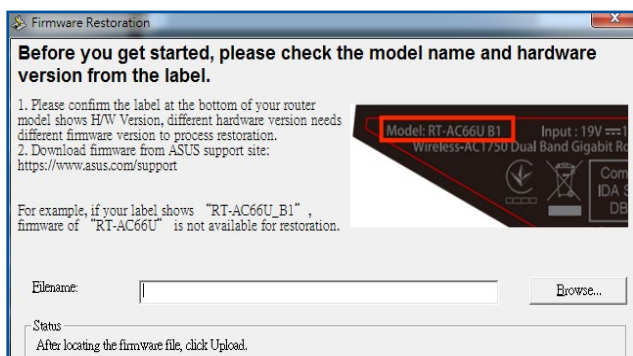 Firmware Restoration
Before you get started, please check the model name and hardware
version from the label.
1. Please confirm the label at the bottom of your router
model shows H/W Version, different hardware version needs
different firmware version to process restoration.
2. Download firmware from ASUS support site:
https://www.asus.com/support
For example, if your label shows “RT-AC66U_B1”,
firmware of “RT-AC66U” is not available for restoration.
Model: RT-AC66U B1 Input : 19V
Wireless-AC1750 Dual Band Gigabit
IDA
DB
Filename:
Browse...
Status
After locating the firmware file, click Upload.